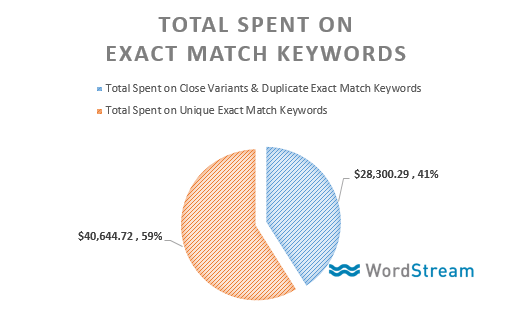 TOTAL SPENT ON
EXACT MATCH KEYWORDS
Total Spent on Close Variants & Duplicate Exact Match Keywords
Total Spent on Unique Exact Match Keywords
$28,300.29 , 41%
$40,644.72 , 59%
WordStream